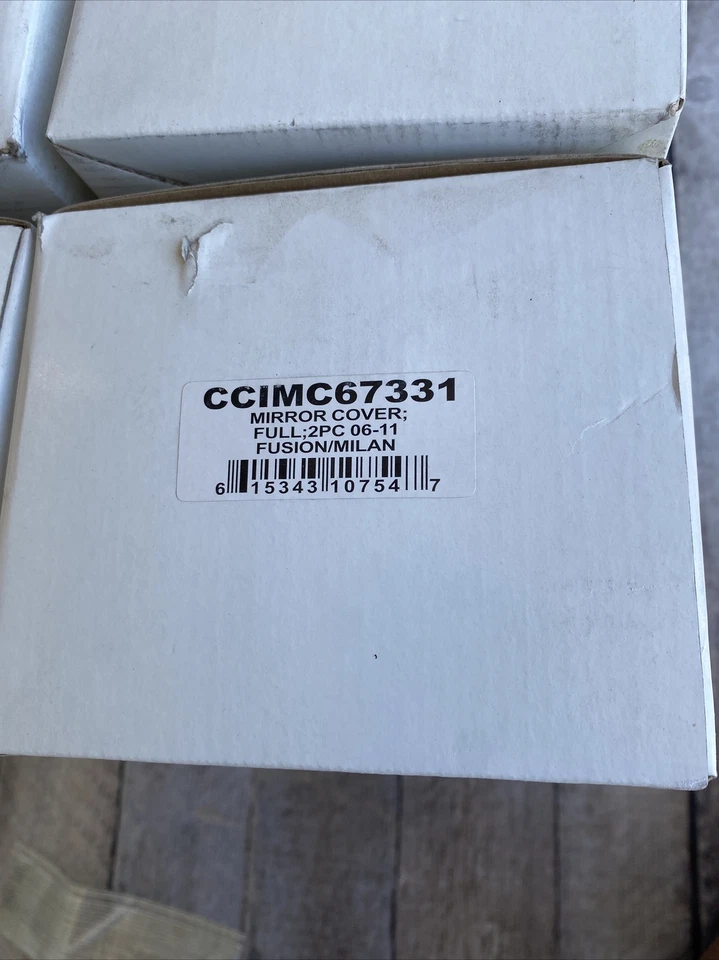 CCIMC67331
MIRROR COVER;
FULL;2PC 06-11
FUSION/MILAN
6 15343 10754 7